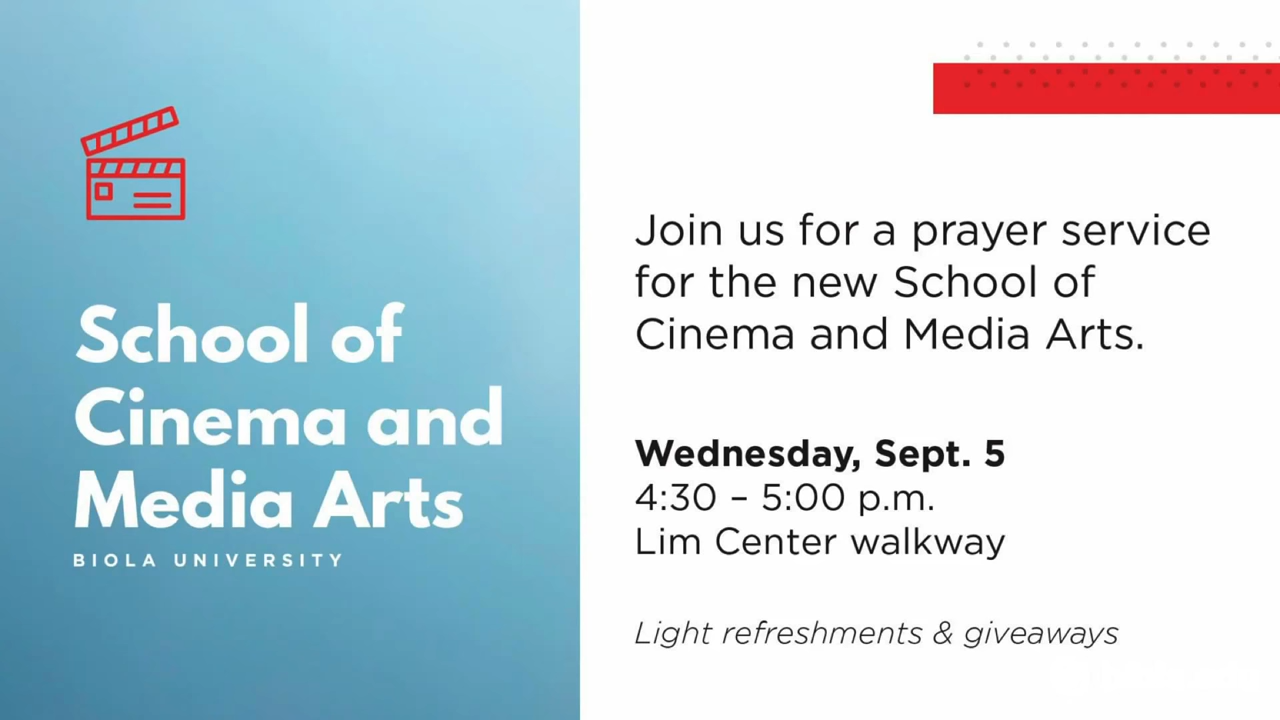 School of
Cinema and
Media Arts
BIOLA UNIVERSITY
Join us for a prayer service
for the new School of
Cinema and Media Arts.
Wednesday, Sept. 5
4:30 – 5:00 p.m.
Lim Center walkway
Light refreshments & giveaways